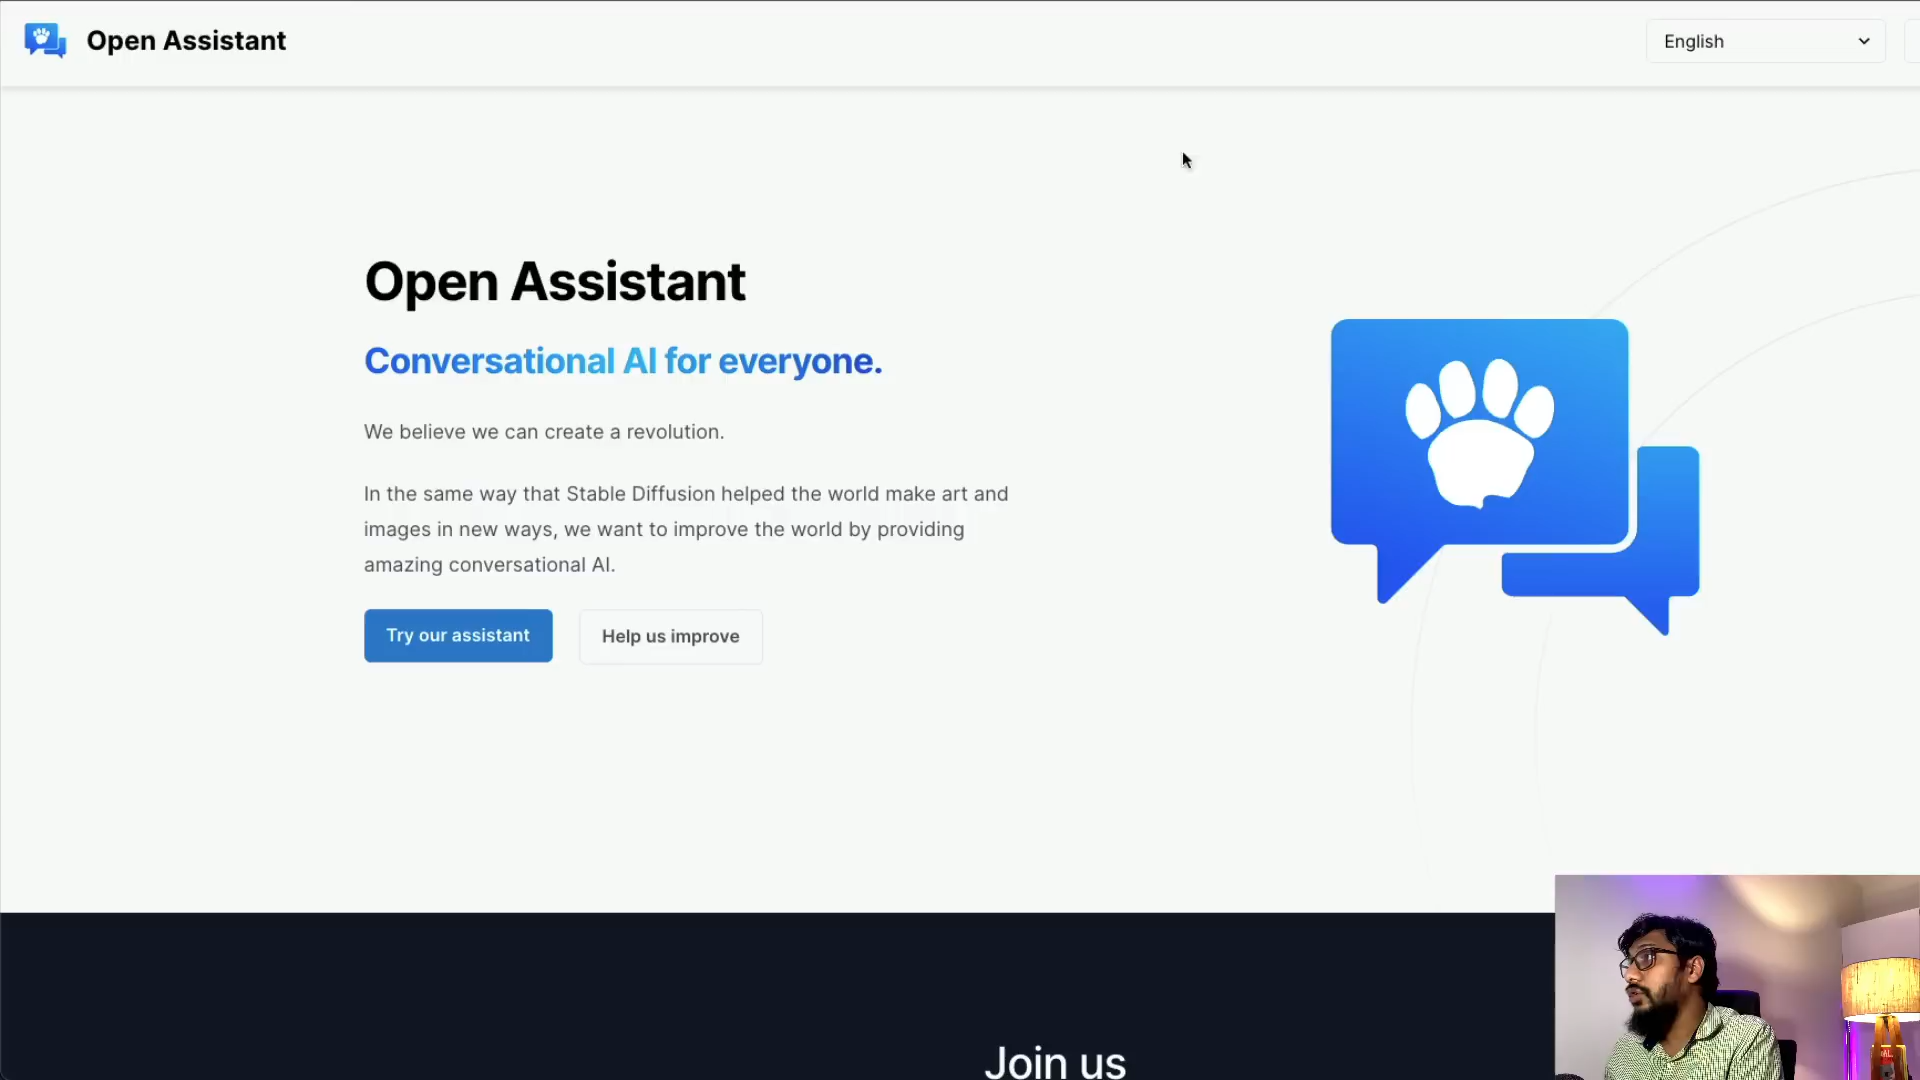 Open Assistant
English
Open Assistant
Conversational AI for everyone.
We believe we can create a revolution.
In the same way that Stable Diffusion helped the world make art and
images in new ways, we want to improve the world by providing
amazing conversational AI.
Try our assistant
Help us improve
Join us